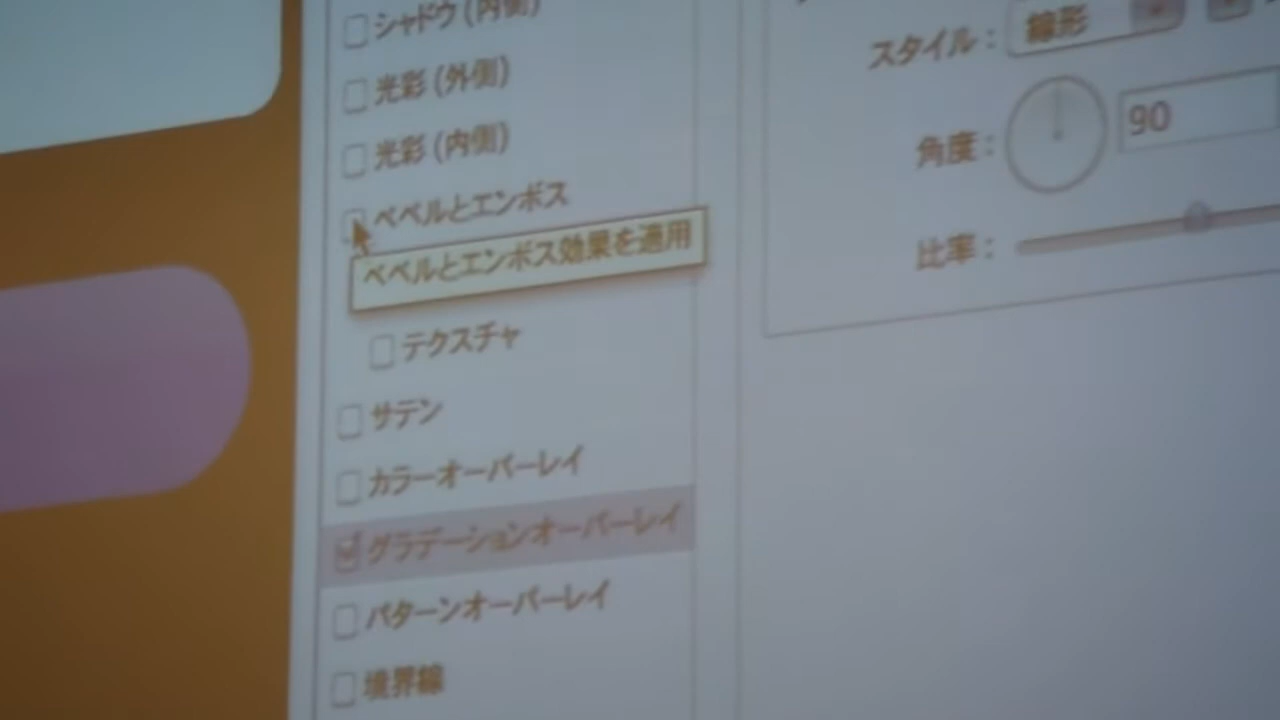 シャドウ (内側)
光彩 (外側)
光彩 (内側)
ベベルとエンボス
ベベルとエンボス効果を適用
テクスチャ
サテン
カラーオーバーレイ
グラデーションオーバーレイ
パターンオーバーレイ
境界線
スタイル : 線形
角度 : 90
比率 :